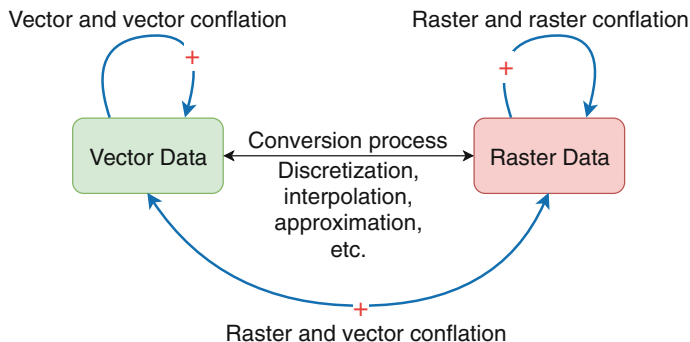 Vector and vector conflation
Raster and raster conflation
+
+
Vector Data
Conversion process
Raster Data
Discretization,
interpolation,
approximation,
etc.
+
Raster and vector conflation